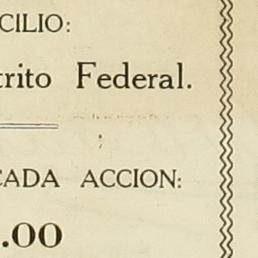 CILIO:
trito Federal.
CADA ACCION:
.00